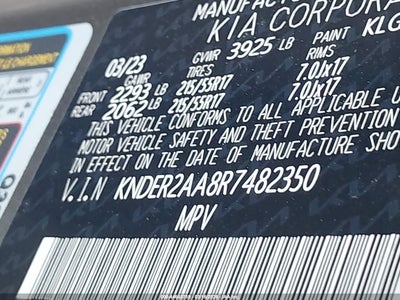 MANUFACTU
KIA CORPORA
03/23 GVWR 3925 LB PAINT KLG
GAWR TIRES RIMS
FRONT 2293 LB 215/55R17 7.0Jx17
REAR 2062 LB 215/55R17 7.0Jx17
THIS VEHICLE CONFORMS TO ALL APPLICABLE
MOTOR VEHICLE SAFETY AND THEFT PREVENTION
IN EFFECT ON THE DATE OF MANUFACTURE SHO
V.I.N KNDER2AA8R7482350
MPV